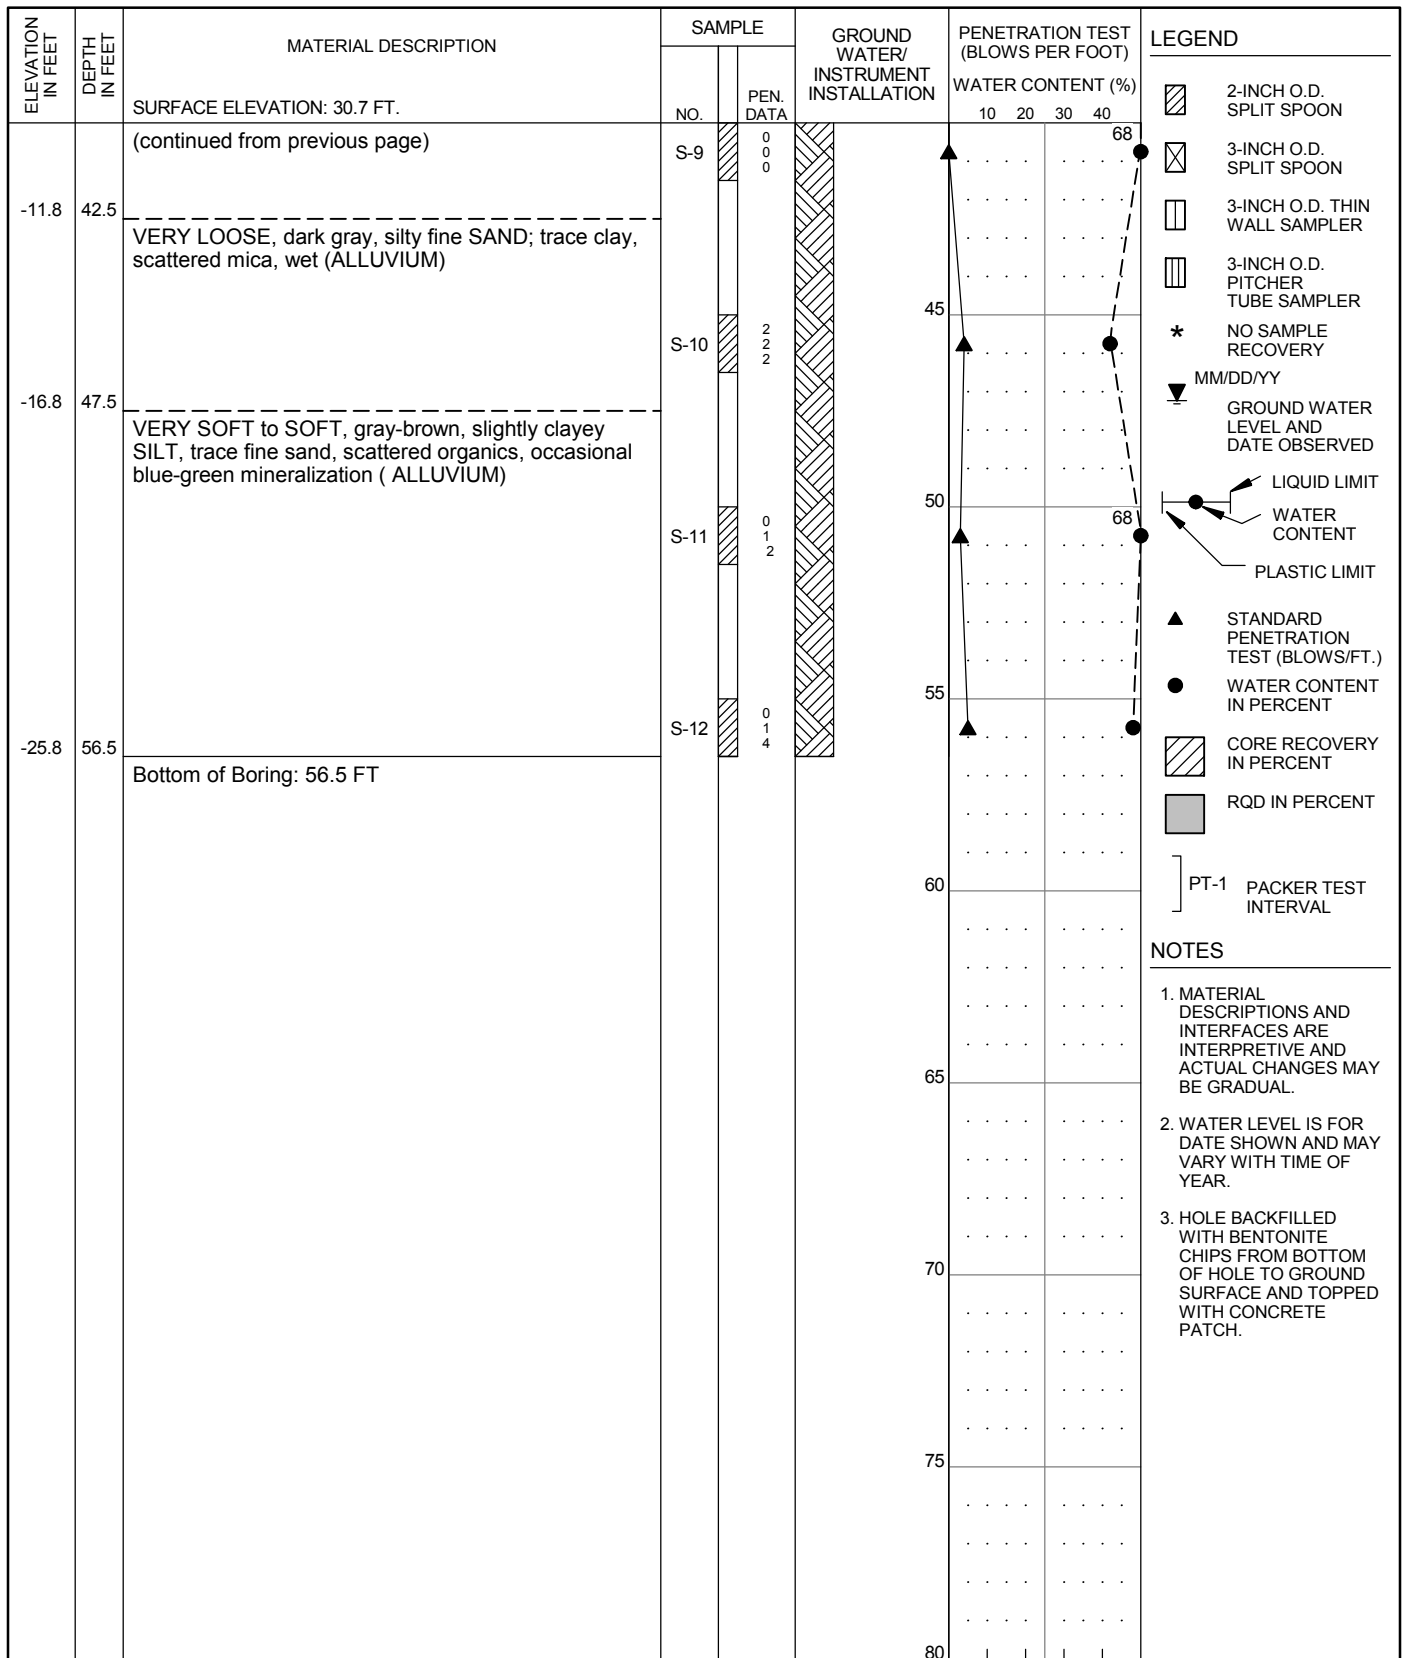 ELEVATION
IN FEET
DEPTH
IN FEET
MATERIAL DESCRIPTION
SURFACE ELEVATION: 30.7 FT.
SAMPLE
NO.
PEN.
DATA
GROUND
WATER/
INSTRUMENT
INSTALLATION
PENETRATION TEST
(BLOWS PER FOOT)
WATER CONTENT (%)
10 20 30 40
(continued from previous page)
S-9
0
0
0
68
-11.8 42.5
VERY LOOSE, dark gray, silty fine SAND; trace clay,
scattered mica, wet (ALLUVIUM)
45
S-10
2
2
2
-16.8 47.5
VERY SOFT to SOFT, gray-brown, slightly clayey
SILT, trace fine sand, scattered organics, occasional
blue-green mineralization ( ALLUVIUM)
50
68
S-11
0
1
2
55
S-12
0
1
4
-25.8 56.5
Bottom of Boring: 56.5 FT
60
65
70
75
80
LEGEND
2-INCH O.D.
SPLIT SPOON
3-INCH O.D.
SPLIT SPOON
3-INCH O.D. THIN
WALL SAMPLER
3-INCH O.D.
PITCHER
TUBE SAMPLER
* NO SAMPLE
RECOVERY
MM/DD/YY
GROUND WATER
LEVEL AND
DATE OBSERVED
LIQUID LIMIT
WATER
CONTENT
PLASTIC LIMIT
STANDARD
PENETRATION
TEST (BLOWS/FT.)
WATER CONTENT
IN PERCENT
CORE RECOVERY
IN PERCENT
RQD IN PERCENT
PT-1 PACKER TEST
INTERVAL
NOTES
1. MATERIAL
DESCRIPTIONS AND
INTERFACES ARE
INTERPRETIVE AND
ACTUAL CHANGES MAY
BE GRADUAL.
2. WATER LEVEL IS FOR
DATE SHOWN AND MAY
VARY WITH TIME OF
YEAR.
3. HOLE BACKFILLED
WITH BENTONITE
CHIPS FROM BOTTOM
OF HOLE TO GROUND
SURFACE AND TOPPED
WITH CONCRETE
PATCH.